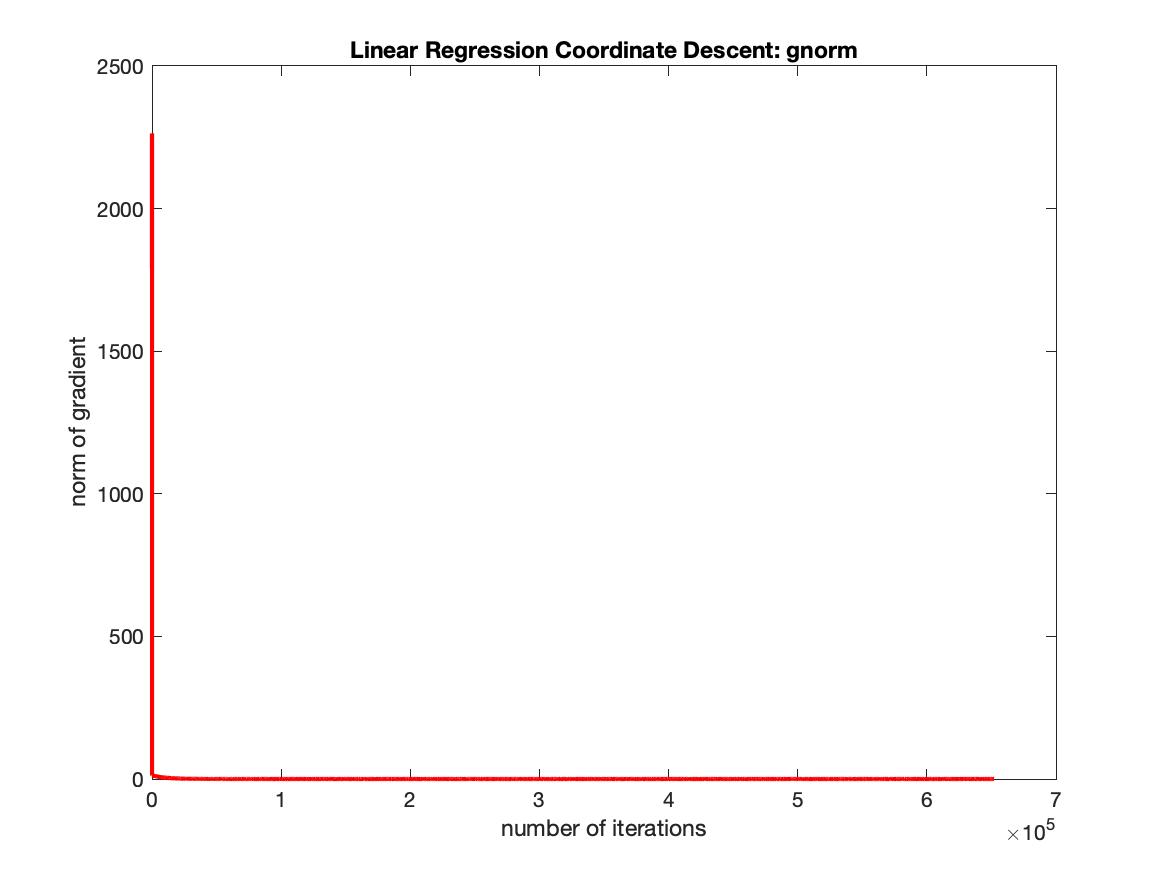 Linear Regression Coordinate Descent: gnorm
2500
2000
1500
1000
500
0
norm of gradient
0 1 2 3 4 5 6 7
number of iterations
×10^5